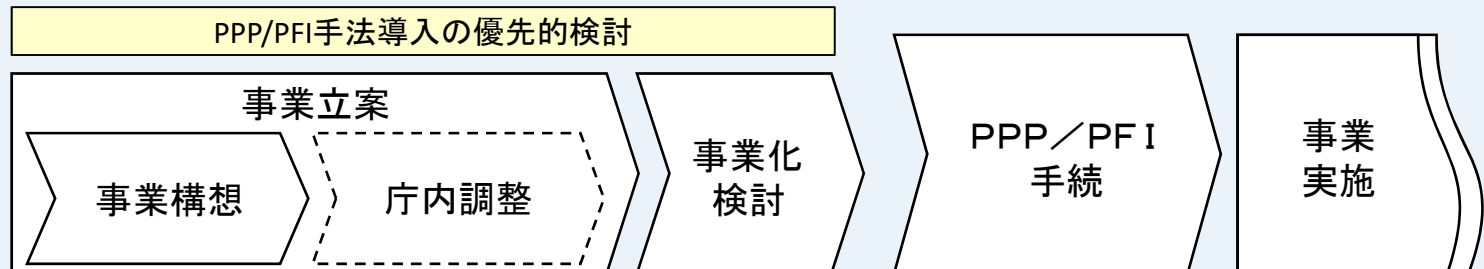 PPP/PFI手法導入の優先的検討
事業立案
事業構想
庁内調整
事業化
検討
ＰＰＰ／ＰＦＩ
手続
事業
実施